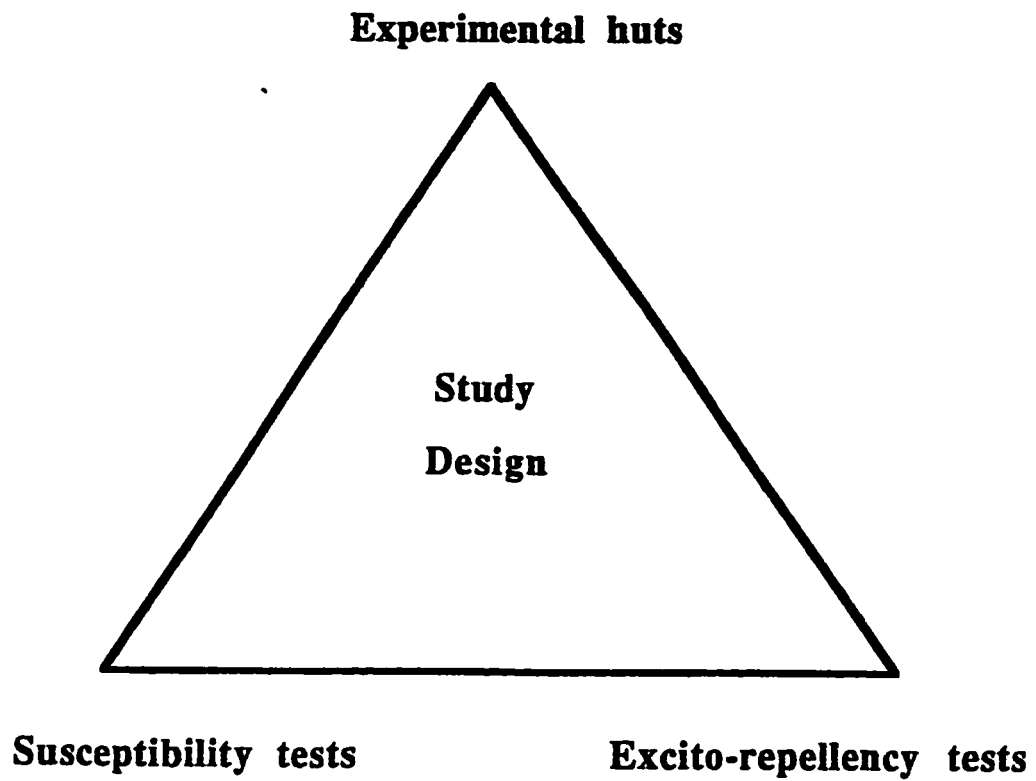 Experimental huts
Study
Design
Susceptibility tests
Excito-repellency tests